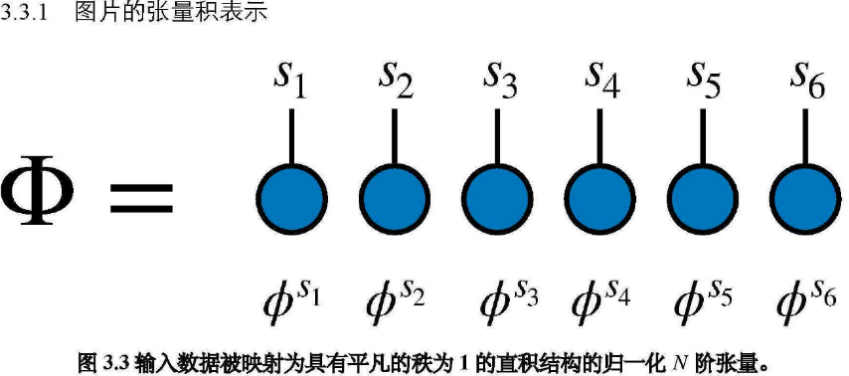 3.3.1 图片的张量积表示
s₁ s₂ s₃ s₄ s₅ s₆
Φ =
ϕ^{s₁} ϕ^{s₂} ϕ^{s₃} ϕ^{s₄} ϕ^{s₅} ϕ^{s₆}
图 3.3 输入数据被映射为具有平凡的秩为 1 的直积结构的归一化 N 阶张量。